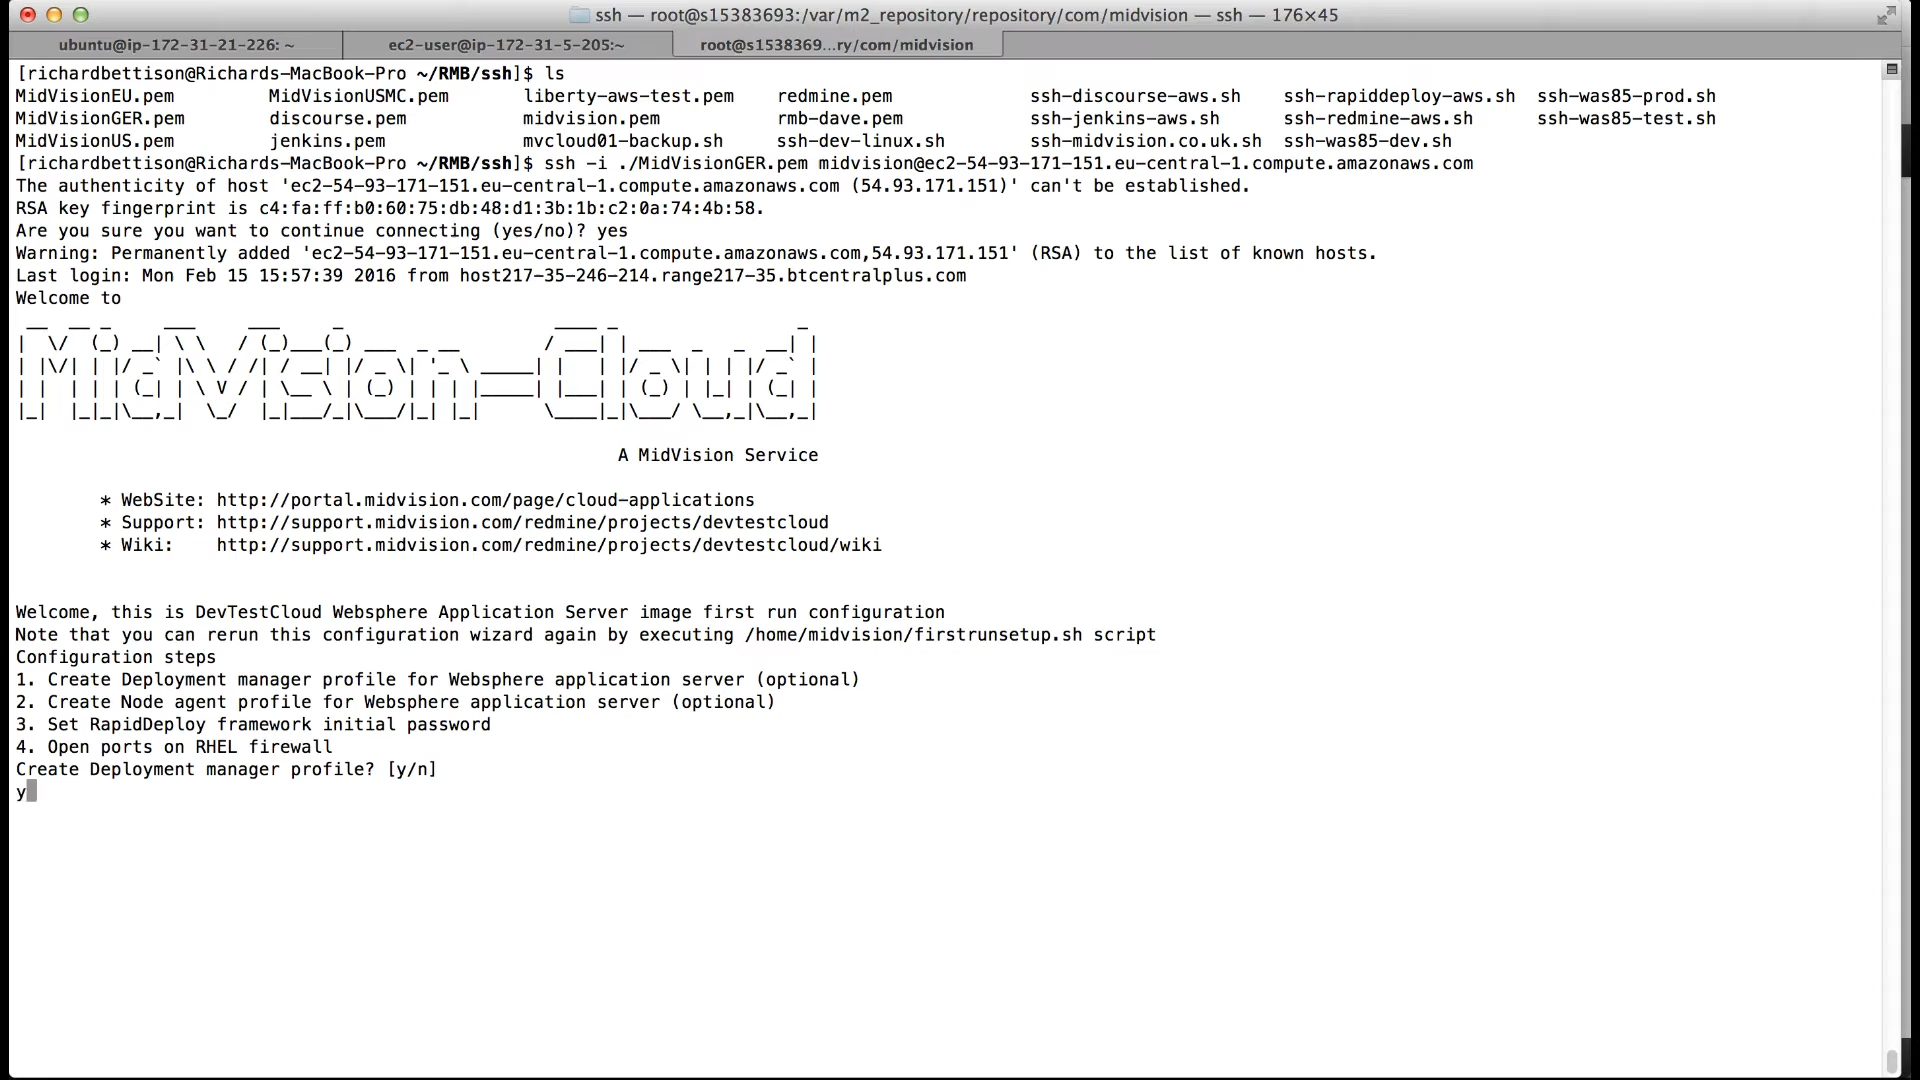 ssh — root@s15383693:/var/m2_repository/repository/com/midvision — ssh — 176×45
ubuntu@ip-172-31-21-226: ~
ec2-user@ip-172-31-5-205:~
root@s1538369...ry/com/midvision
[richardbettison@Richards-MacBook-Pro ~/RMB/ssh]$ ls
MidVisionEU.pem MidVisionUSMC.pem liberty-aws-test.pem redmine.pem ssh-discourse-aws.sh ssh-rapiddeploy-aws.sh ssh-was85-prod.sh
MidVisionGER.pem discourse.pem midvision.pem rmb-dave.pem ssh-jenkins-aws.sh ssh-redmine-aws.sh ssh-was85-test.sh
MidVisionUS.pem jenkins.pem mvcloud01-backup.sh ssh-dev-linux.sh ssh-midvision.co.uk.sh ssh-was85-dev.sh
[richardbettison@Richards-MacBook-Pro ~/RMB/ssh]$ ssh -i ./MidVisionGER.pem midvision@ec2-54-93-171-151.eu-central-1.compute.amazonaws.com
The authenticity of host 'ec2-54-93-171-151.eu-central-1.compute.amazonaws.com (54.93.171.151)' can't be established.
RSA key fingerprint is c4:fa:ff:b0:60:75:db:48:d1:3b:1b:c2:0a:74:4b:58.
Are you sure you want to continue connecting (yes/no)? yes
Warning: Permanently added 'ec2-54-93-171-151.eu-central-1.compute.amazonaws.com,54.93.171.151' (RSA) to the list of known hosts.
Last login: Mon Feb 15 15:57:39 2016 from host217-35-246-214.range217-35.btcentralplus.com
Welcome to
MidVision-Cloud
A MidVision Service
* WebSite: http://portal.midvision.com/page/cloud-applications
* Support: http://support.midvision.com/redmine/projects/devtestcloud
* Wiki: http://support.midvision.com/redmine/projects/devtestcloud/wiki
Welcome, this is DevTestCloud Websphere Application Server image first run configuration
Note that you can rerun this configuration wizard again by executing /home/midvision/firstrunsetup.sh script
Configuration steps
1. Create Deployment manager profile for Websphere application server (optional)
2. Create Node agent profile for Websphere application server (optional)
3. Set RapidDeploy framework initial password
4. Open ports on RHEL firewall
Create Deployment manager profile? [y/n]
y